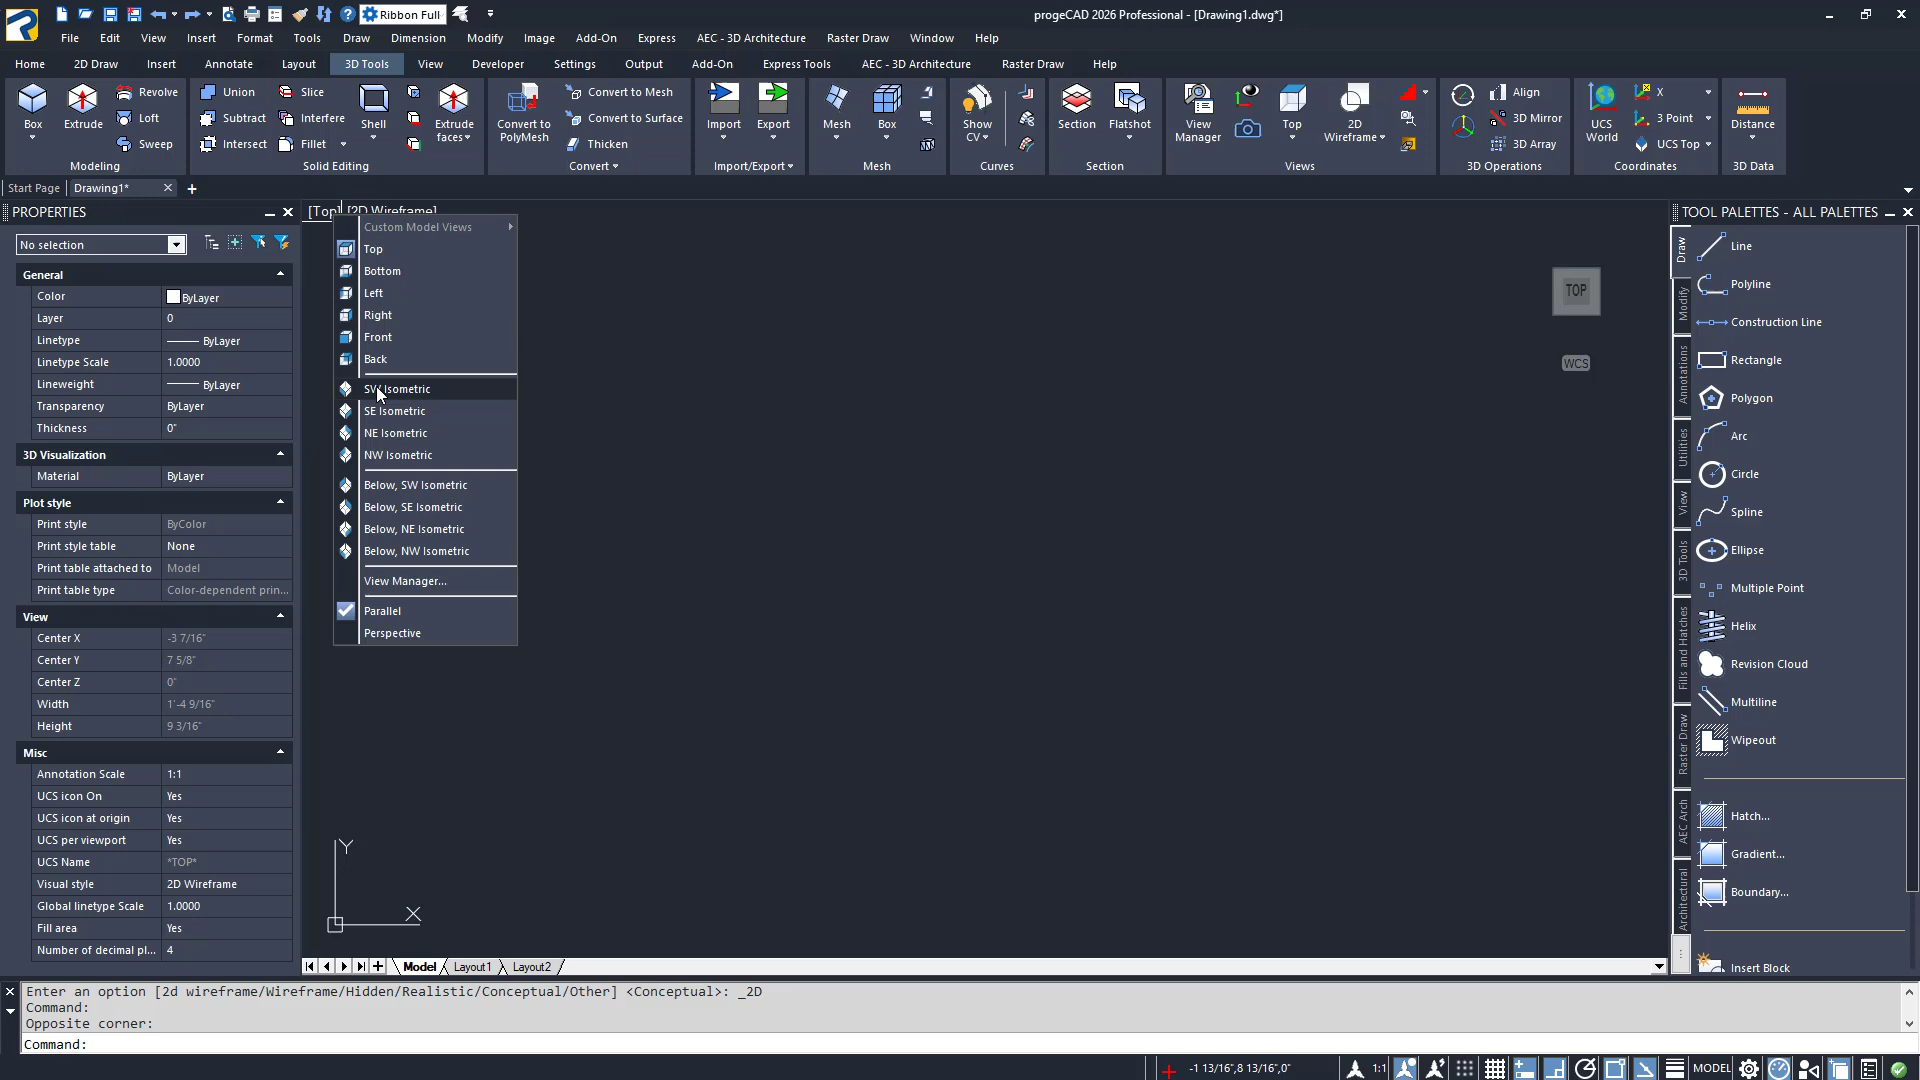 Ribbon Full
progeCAD 2026 Professional - [Drawing1.dwg*]
File Edit View Insert Format Tools Draw Dimension Modify Image Add-On Express AEC - 3D Architecture Raster Draw Window Help
Home 2D Draw Insert Annotate Layout 3D Tools View Developer Settings Output Add-On Express Tools AEC - 3D Architecture Raster Draw Help
Box
Extrude
Revolve
Loft
Sweep
Modeling
Union
Subtract
Intersect
Slice
Interfere
Fillet
Shell
Extrude
faces
Solid Editing
Convert to
PolyMesh
Convert to Mesh
Convert to Surface
Thicken
Convert
Import
Export
Import/Export
Mesh
Box
Mesh
Show
CV
Curves
Section
Flatshot
Section
View
Manager
Top
2D
Wireframe
Views
Align
3D Mirror
3D Array
3D Operations
UCS
World
X
3 Point
UCS Top
Coordinates
Distance
3D Data
Start Page
Drawing1*
PROPERTIES
No selection
General
Color ByLayer
Layer 0
Linetype ByLayer
Linetype Scale 1.0000
Lineweight ByLayer
Transparency ByLayer
Thickness 0"
3D Visualization
Material ByLayer
Plot style
Print style ByColor
Print style table None
Print table attached to Model
Print table type Color-dependent prin...
View
Center X -3 7/16"
Center Y 7 5/8"
Center Z 0"
Width 1'-4 9/16"
Height 9 3/16"
Misc
Annotation Scale 1:1
UCS icon On Yes
UCS icon at origin Yes
UCS per viewport Yes
UCS Name *TOP*
Visual style 2D Wireframe
Global linetype Scale 1.0000
Fill area Yes
Number of decimal pl... 4
[Top] [2D Wireframe]
Custom Model Views
Top
Bottom
Left
Right
Front
Back
SW Isometric
SE Isometric
NE Isometric
NW Isometric
Below, SW Isometric
Below, SE Isometric
Below, NE Isometric
Below, NW Isometric
View Manager...
Parallel
Perspective
TOP
WCS
Y
X
TOOL PALETTES - ALL PALETTES
Draw
Modify
Annotations
Utilities
View
3D Tools
Fills and Hatches
Raster Draw
AEC Arch
Architectural
Line
Polyline
Construction Line
Rectangle
Polygon
Arc
Circle
Spline
Ellipse
Multiple Point
Helix
Revision Cloud
Multiline
Wipeout
Hatch...
Gradient...
Boundary...
Insert Block
Model Layout1 Layout2
Enter an option [2d wireframe/Wireframe/Hidden/Realistic/Conceptual/Other] <Conceptual>: _2D
Command:
Opposite corner:
Command:
-1 13/16",8 13/16",0"
1:1
MODEL